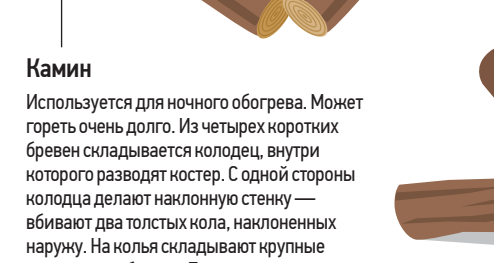 Камин
Используется для ночного обогрева. Может
гореть очень долго. Из четырех коротких
бревен складывается колодец, внутри
которого разводят костер. С одной стороны
колодца делают наклонную стенку —
вбивают два толстых кола, наклоненных
наружу. На колья складывают крупные